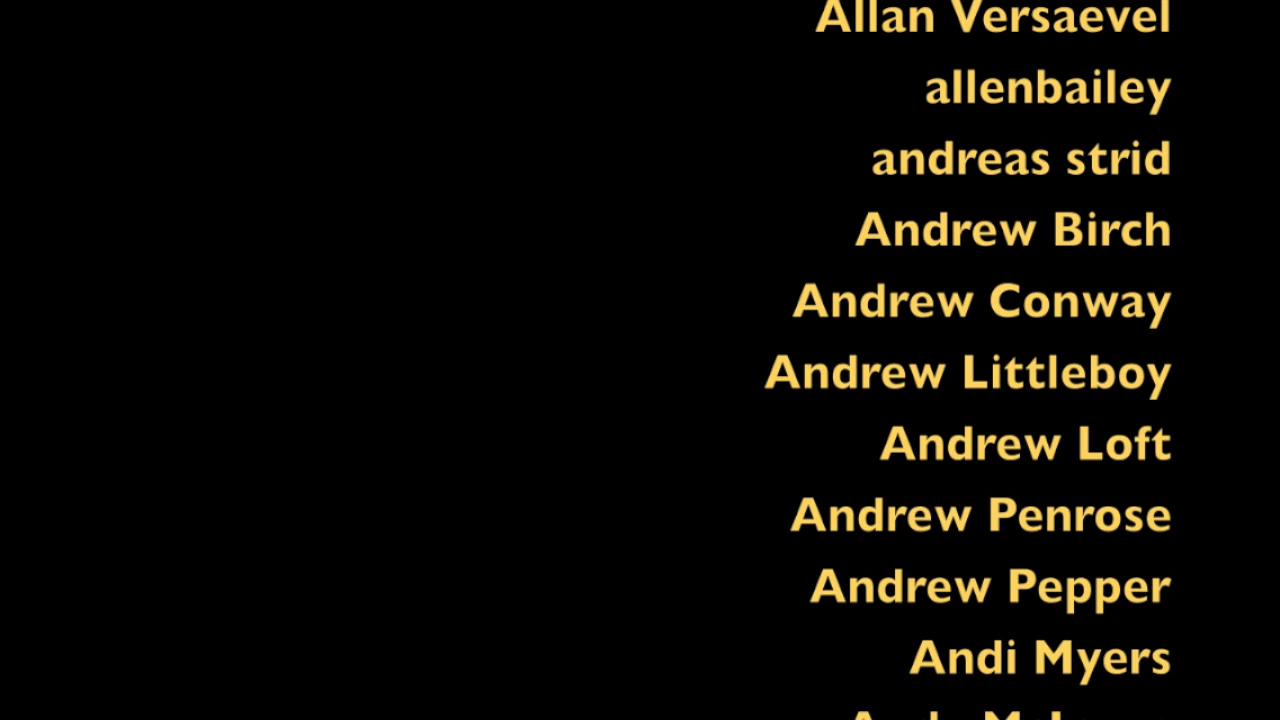 Allan Versaevel
allenbailey
andreas strid
Andrew Birch
Andrew Conway
Andrew Littleboy
Andrew Loft
Andrew Penrose
Andrew Pepper
Andi Myers